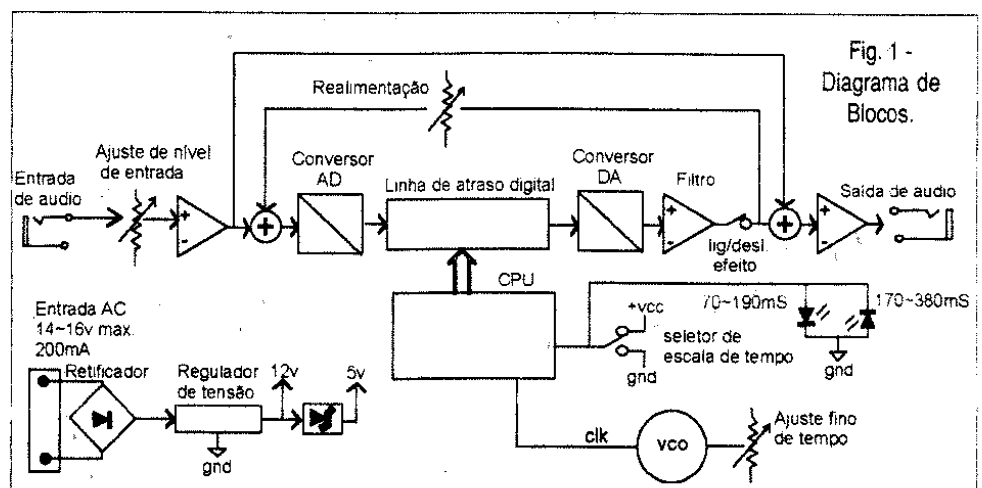 Fig. 1 -
Diagrama de
Blocos.
Realimentação
Ajuste de nível
de entrada
Entrada
de audio
Conversor
AD
Linha de atraso digital
Conversor
DA
Filtro
Saída de audio
+
-
+
+
-
lig/desl.
efeito
+
+
-
CPU
Entrada AC
14~16v max.
200mA
Retificador
Regulador
de tensão
12v
5v
gnd
+vcc
seletor de
escala de tempo
gnd
70~190mS
170~380mS
gnd
clk
vco
Ajuste fino
de tempo